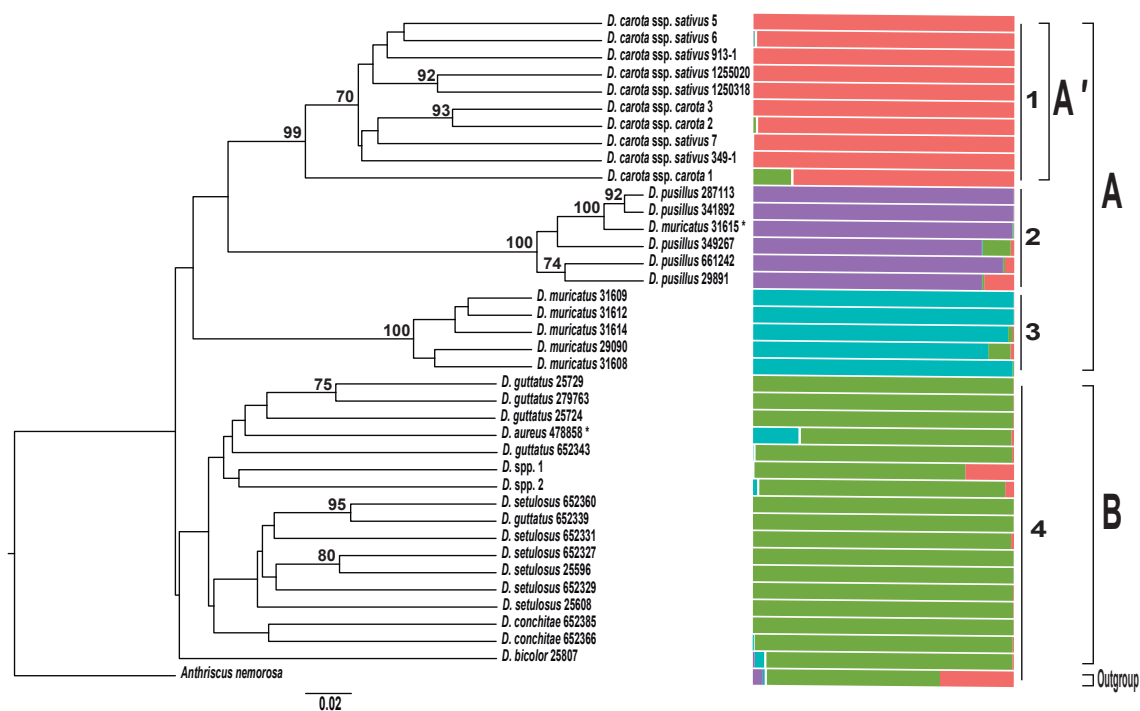 D. carota ssp. sativus 5
D. carota ssp. sativus 6
D. carota ssp. sativus 913-1
D. carota ssp. sativus 1255020
92
D. carota ssp. sativus 1250318
70
1
A'
D. carota ssp. carota 3
93
D. carota ssp. carota 2
99
D. carota ssp. sativus 7
D. carota ssp. sativus 349-1
D. carota ssp. carota 1
A
D. pusillus 287113
92
D. pusillus 341892
100
D. muricatus 31615 *
2
D. pusillus 349267
100
D. pusillus 661242
74
D. pusillus 29891
D. muricatus 31609
D. muricatus 31612
D. muricatus 31614
3
100
D. muricatus 29090
D. muricatus 31608
D. guttatus 25729
75
D. guttatus 279763
D. guttatus 25724
D. aureus 478858 *
D. guttatus 652343
D. spp. 1
D. spp. 2
D. setulosus 652360
95
D. guttatus 652339
4
B
D. setulosus 652331
D. setulosus 652327
80
D. setulosus 25596
D. setulosus 652329
D. setulosus 25608
D. conchitae 652385
D. conchitae 652366
D. bicolor 25807
Anthriscus nemorosa
Outgroup
0.02